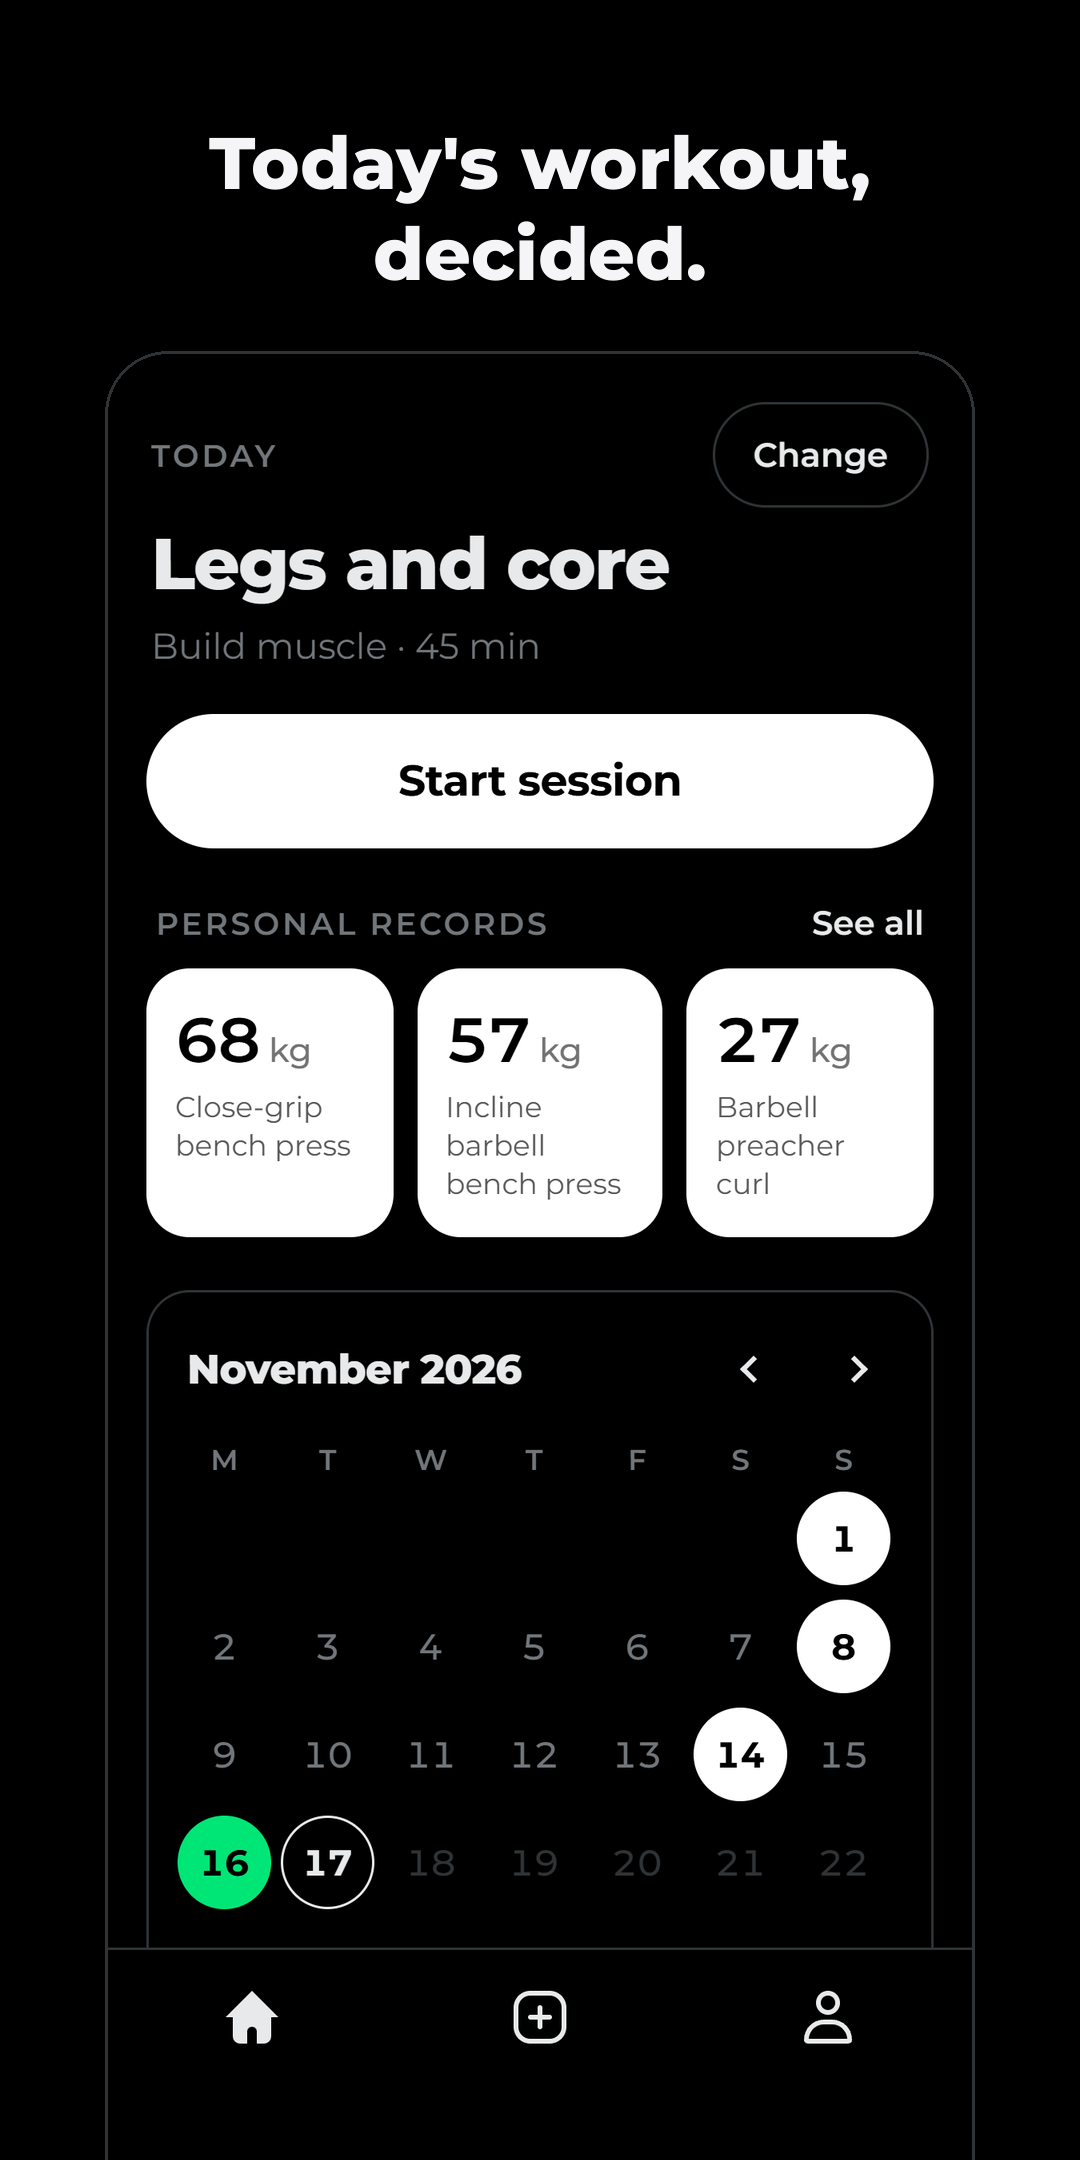 Today's workout,
decided.
TODAY
Change
Legs and core
Build muscle · 45 min
Start session
PERSONAL RECORDS
See all
68 kg
Close-grip
bench press
57 kg
Incline
barbell
bench press
27 kg
Barbell
preacher
curl
November 2026
M T W T F S S
1
2 3 4 5 6 7 8
9 10 11 12 13 14 15
16 17 18 19 20 21 22